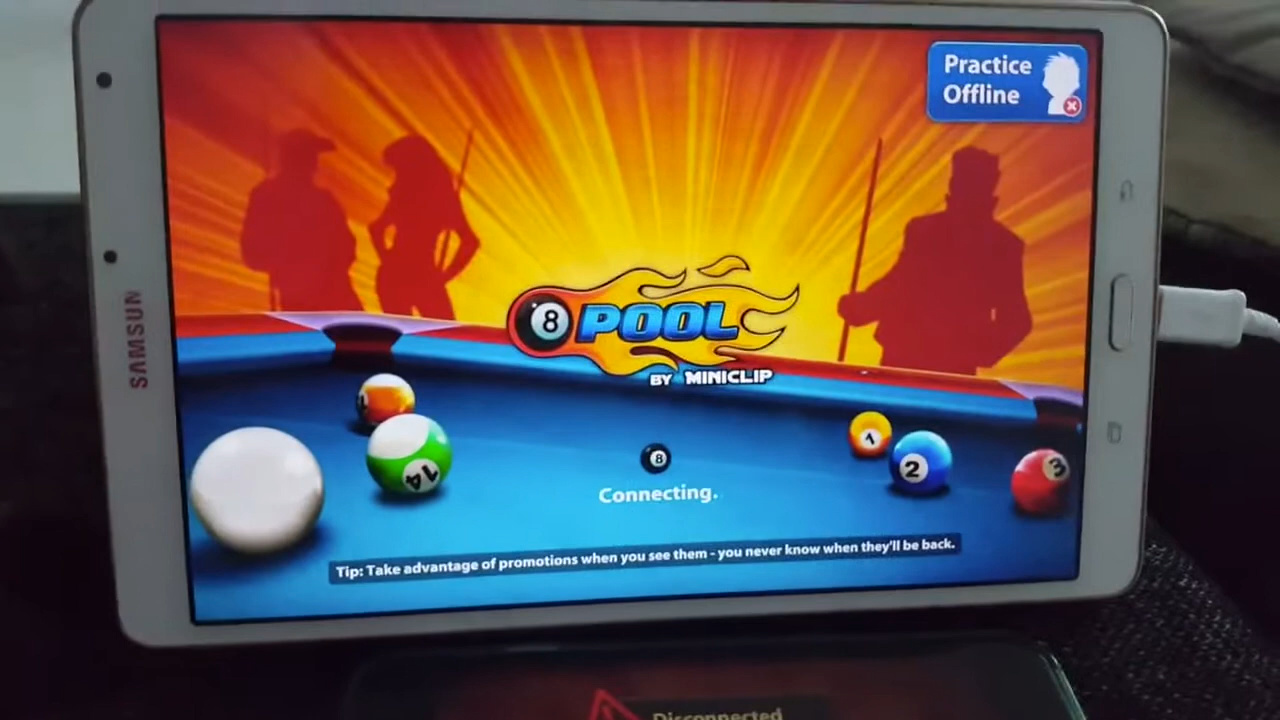 Practice
Offline
SAMSUNG
8 POOL
BY MINICLIP
14
1
2
3
8
Connecting.
Tip: Take advantage of promotions when you see them - you never know when they'll be back.
Disconnected